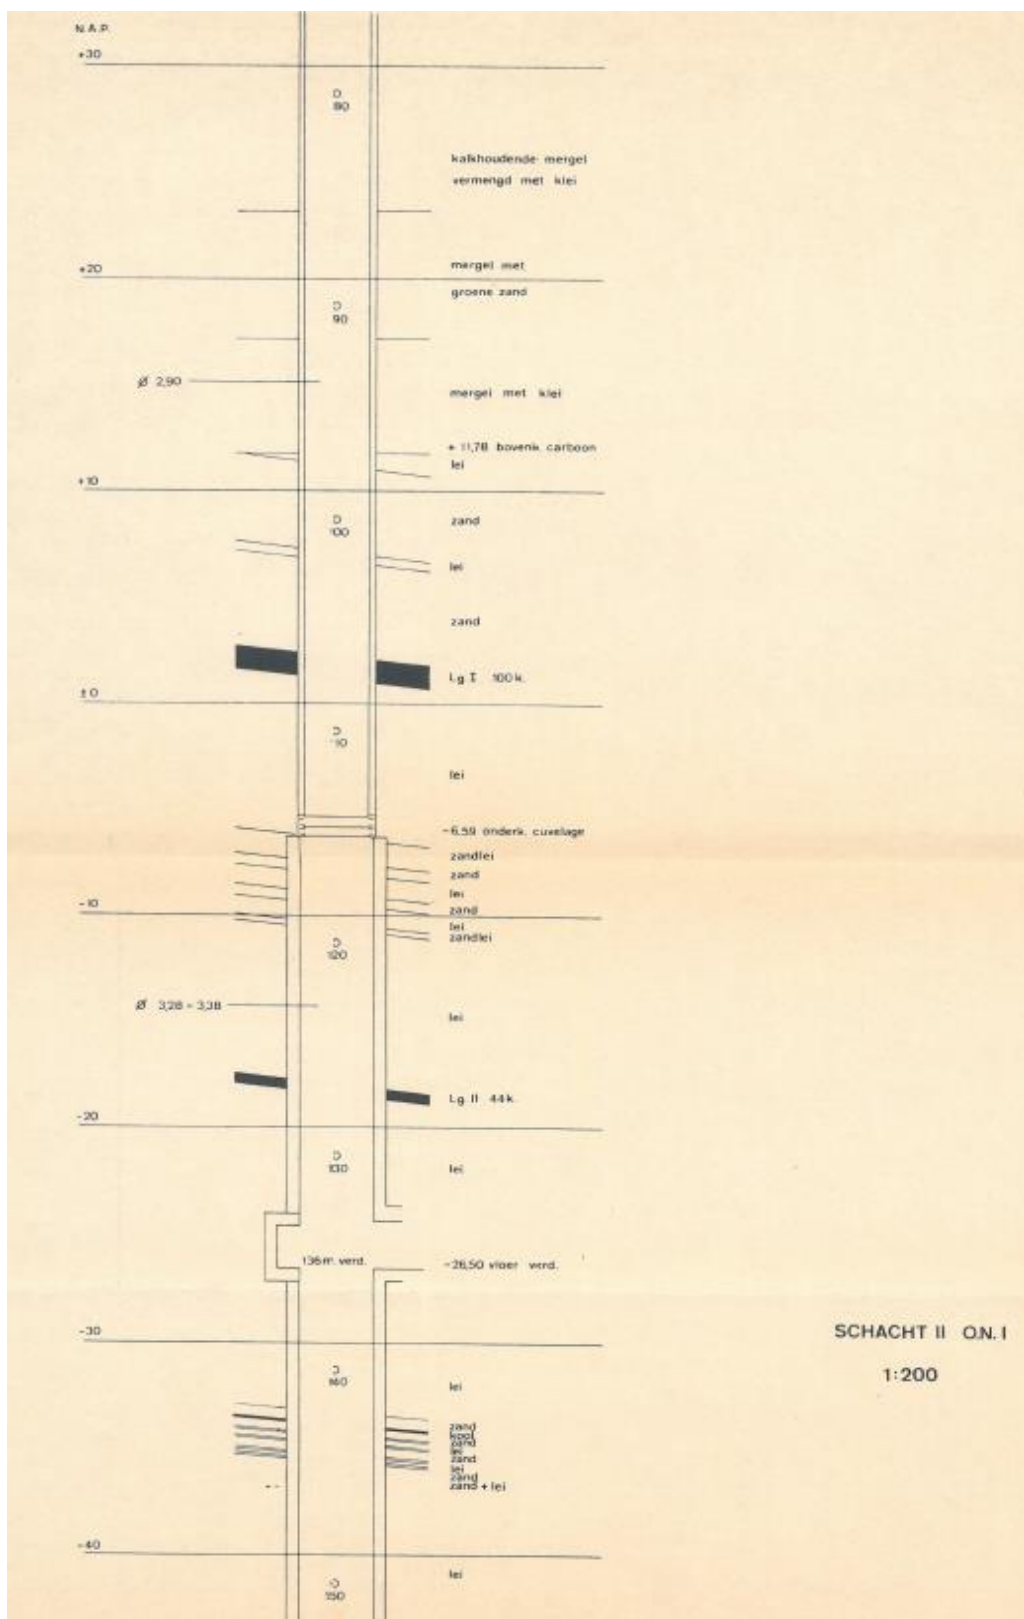 N.A.P.
+30
80
kalkhoudende mergel
vermengd met klei
+20
mergel met
groene zand
90
Ø 2,90
mergel met klei
+ 11,78 bovenk. carboon
lei
+10
zand
100
lei
zand
Lg I 100 k.
±0
110
lei
-6,59 onderk. cuvelage
zandlei
zand
lei
zand
-10
lei
zandlei
120
Ø 3,28 - 3,38
lei
Lg II 44 k.
-20
130
lei
136 m. verd.
-26,50 vloer verd.
-30
SCHACHT II O.N. I
1:200
140
lei
zand
kool
zand
lei
zand
lei
zand
zand + lei
-40
lei
150